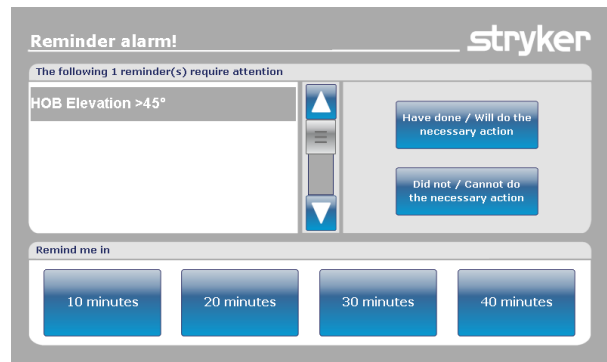 Reminder alarm!
stryker
The following 1 reminder(s) require attention
HOB Elevation >45°
Have done / Will do the
necessary action
Did not / Cannot do
the necessary action
Remind me in
10 minutes
20 minutes
30 minutes
40 minutes